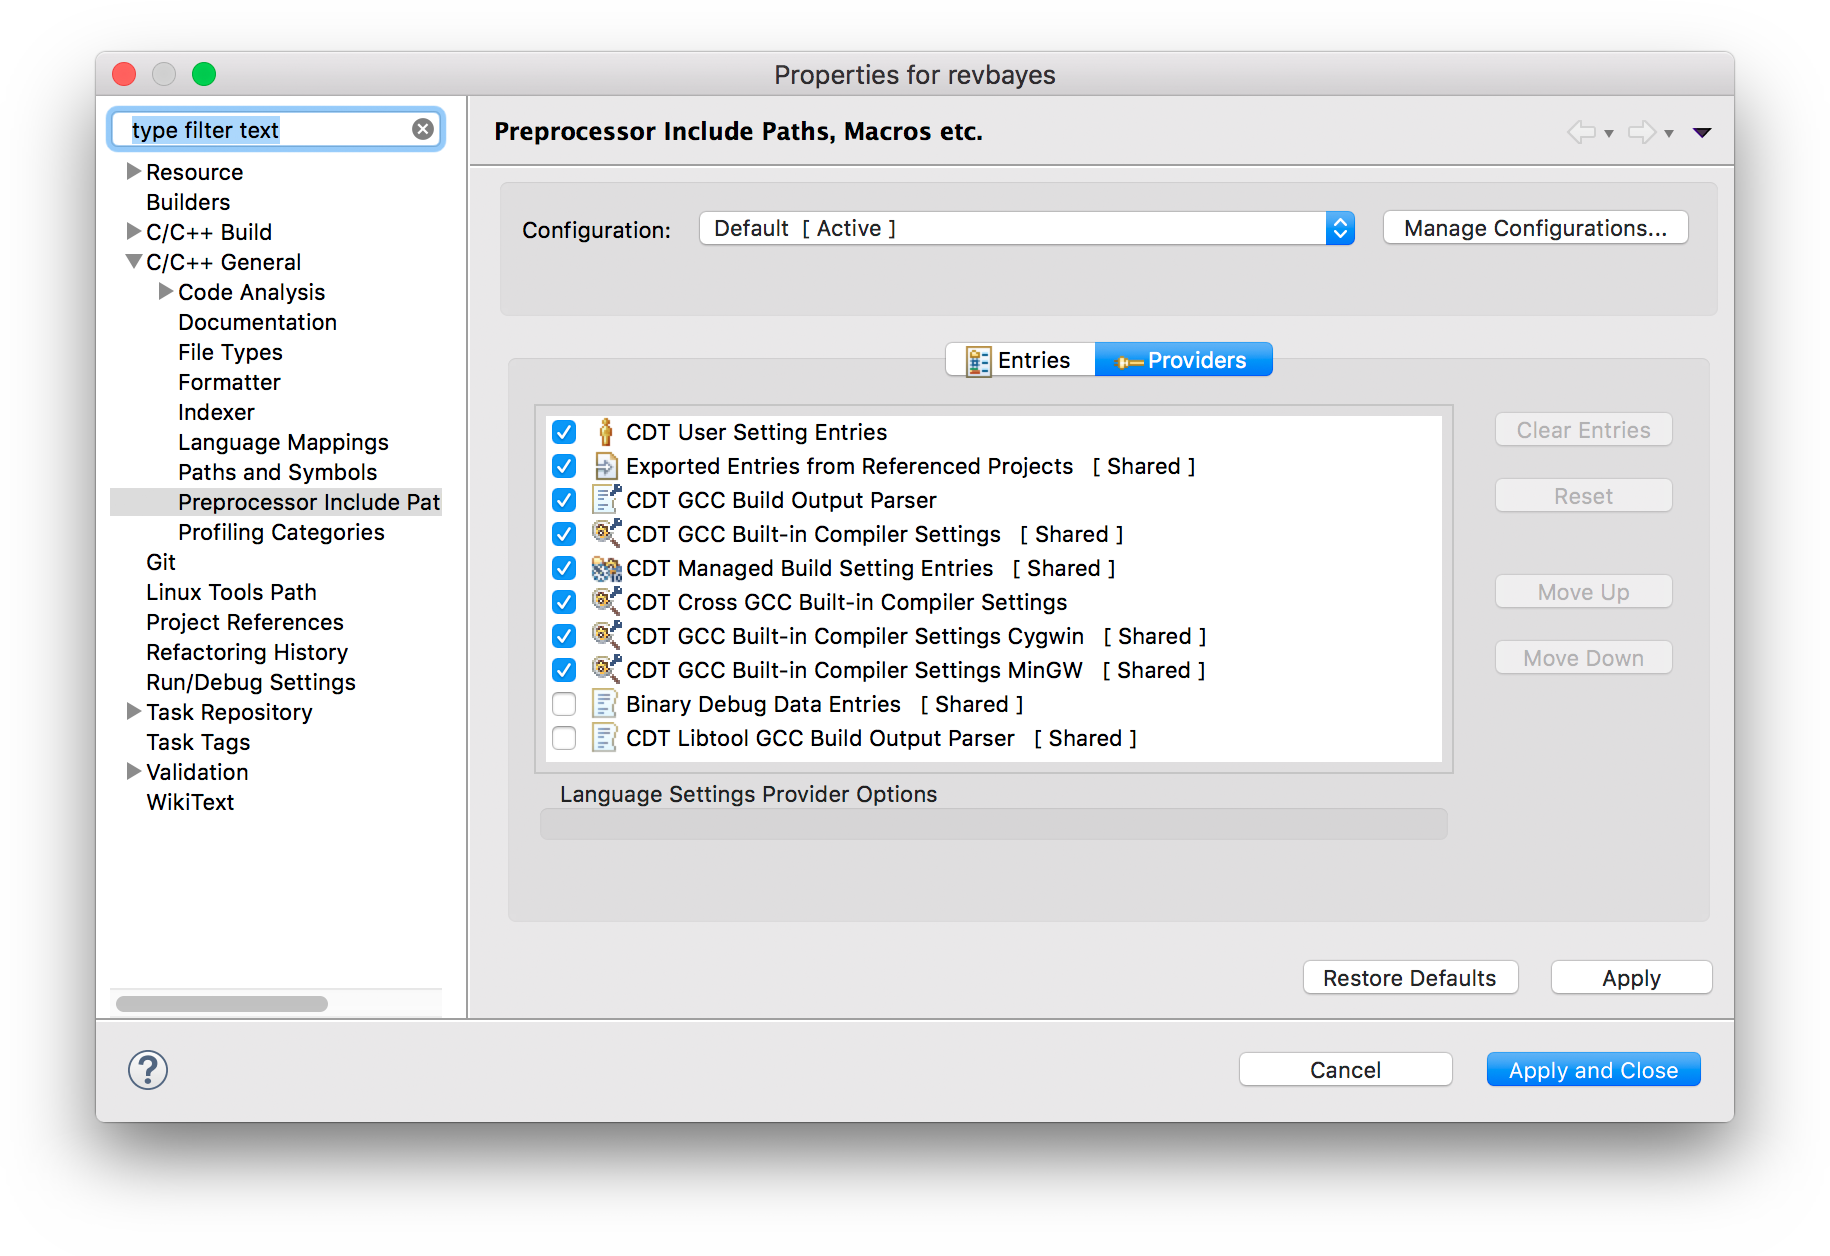 Properties for revbayes
type filter text
Resource
Builders
C/C++ Build
C/C++ General
Code Analysis
Documentation
File Types
Formatter
Indexer
Language Mappings
Paths and Symbols
Preprocessor Include Pat
Profiling Categories
Git
Linux Tools Path
Project References
Refactoring History
Run/Debug Settings
Task Repository
Task Tags
Validation
WikiText
Preprocessor Include Paths, Macros etc.
Configuration: Default [ Active ] Manage Configurations...
Entries Providers
CDT User Setting Entries
Exported Entries from Referenced Projects [ Shared ]
CDT GCC Build Output Parser
CDT GCC Built-in Compiler Settings [ Shared ]
CDT Managed Build Setting Entries [ Shared ]
CDT Cross GCC Built-in Compiler Settings
CDT GCC Built-in Compiler Settings Cygwin [ Shared ]
CDT GCC Built-in Compiler Settings MinGW [ Shared ]
Binary Debug Data Entries [ Shared ]
CDT Libtool GCC Build Output Parser [ Shared ]
Clear Entries
Reset
Move Up
Move Down
Language Settings Provider Options
Restore Defaults Apply
? Cancel Apply and Close